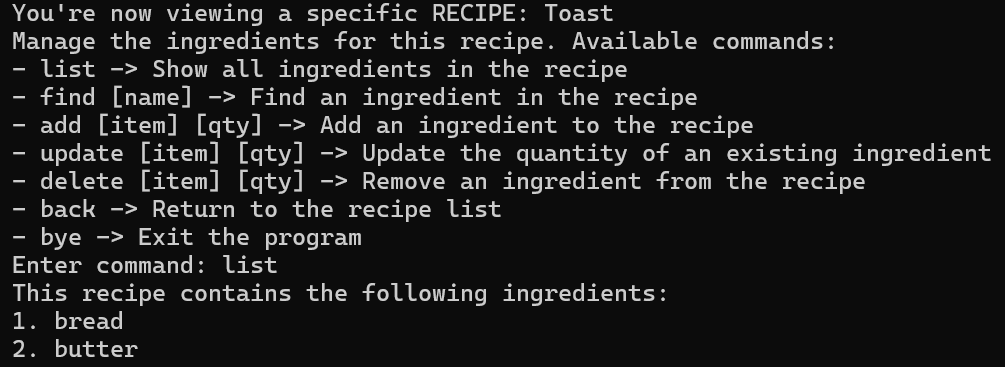 You're now viewing a specific RECIPE: Toast
Manage the ingredients for this recipe. Available commands:
- list -> Show all ingredients in the recipe
- find [name] -> Find an ingredient in the recipe
- add [item] [qty] -> Add an ingredient to the recipe
- update [item] [qty] -> Update the quantity of an existing ingredient
- delete [item] [qty] -> Remove an ingredient from the recipe
- back -> Return to the recipe list
- bye -> Exit the program
Enter command: list
This recipe contains the following ingredients:
1. bread
2. butter